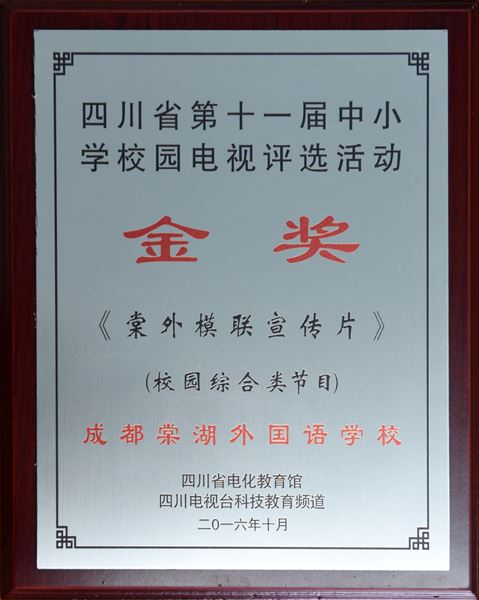 四川省第十一届中小
学校园电视评选活动
金奖
《棠外模联宣传片》
(校园综合类节目)
成都棠湖外国语学校
四川省电化教育馆
四川电视台科技教育频道
二〇一六年十月